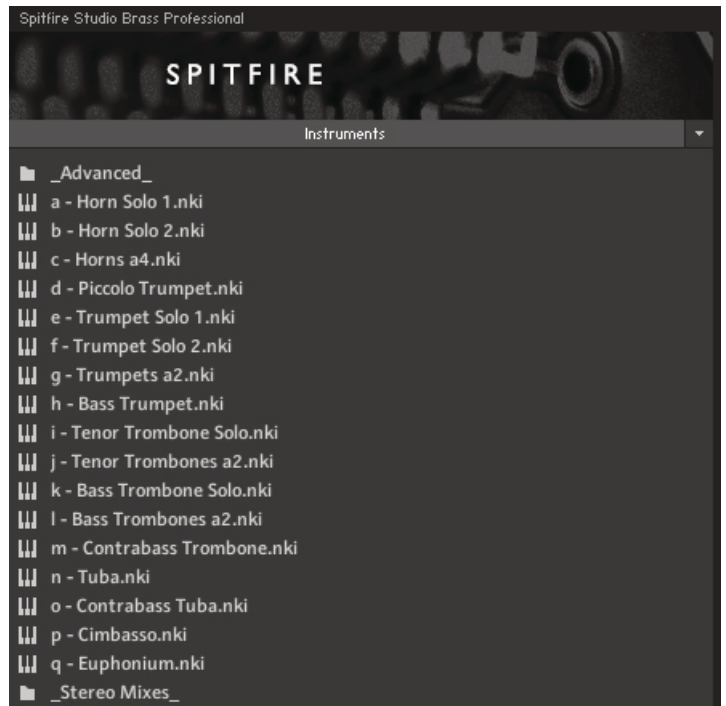 Spitfire Studio Brass Professional
SPITFIRE
Instruments
_Advanced_
a - Horn Solo 1.nki
b - Horn Solo 2.nki
c - Horns a4.nki
d - Piccolo Trumpet.nki
e - Trumpet Solo 1.nki
f - Trumpet Solo 2.nki
g - Trumpets a2.nki
h - Bass Trumpet.nki
i - Tenor Trombone Solo.nki
j - Tenor Trombones a2.nki
k - Bass Trombone Solo.nki
l - Bass Trombones a2.nki
m - Contrabass Trombone.nki
n - Tuba.nki
o - Contrabass Tuba.nki
p - Cimbasso.nki
q - Euphonium.nki
_Stereo Mixes_